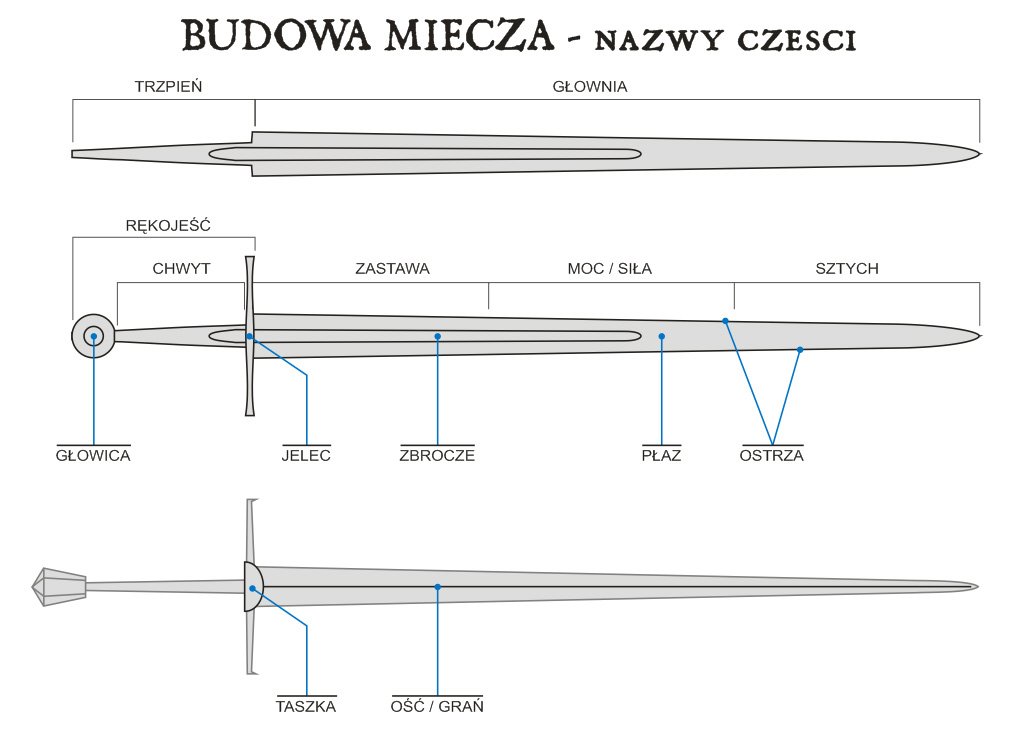 BUDOWA MIECZA - NAZWY CZESCI
TRZPIEŃ GŁOWNIA
RĘKOJEŚĆ
CHWYT ZASTAWA MOC / SIŁA SZTYCH
GŁOWICA JELEC ZBROCZE PŁAZ OSTRZA
TASZKA OŚĆ / GRAŃ